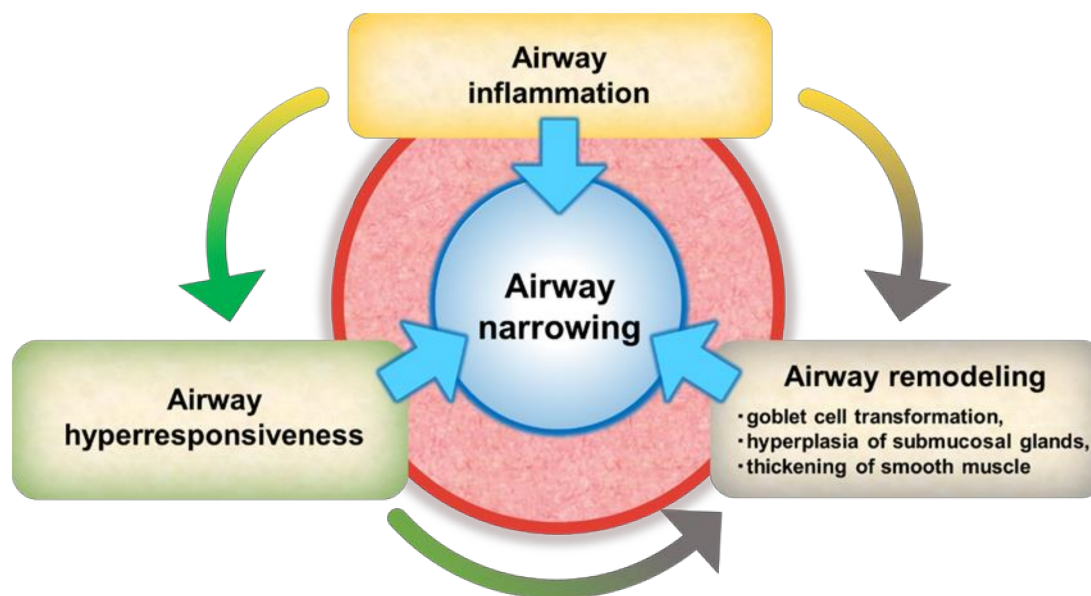 Airway
inflammation
Airway
narrowing
Airway
hyperresponsiveness
Airway remodeling
・goblet cell transformation,
・hyperplasia of submucosal glands,
・thickening of smooth muscle